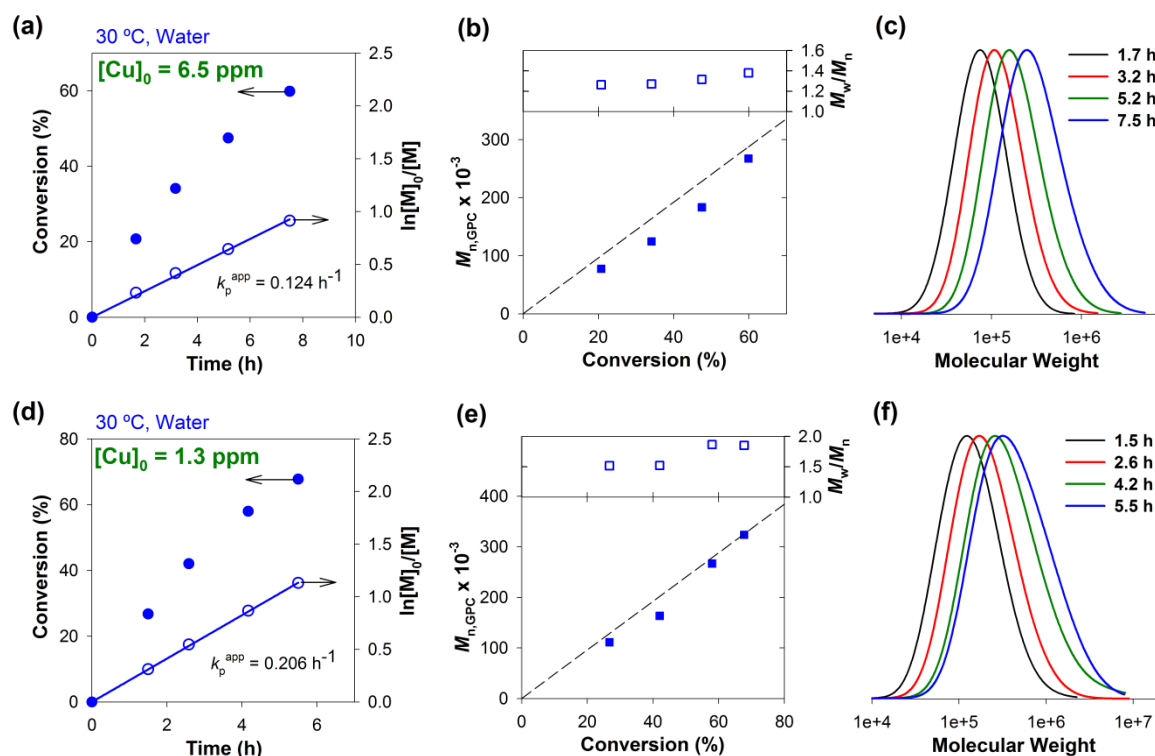 (a)
30 ºC, Water
[Cu]0 = 6.5 ppm
Conversion (%)
60
40
20
0
2.5
2.0
1.5
1.0
0.5
0.0
ln[M]0/[M]
kp^app = 0.124 h^-1
0 2 4 6 8 10
Time (h)
(b)
1.6
1.4
1.2
1.0
Mw/Mn
Mn,GPC x 10^-3
300
200
100
0
0 20 40 60
Conversion (%)
(c)
1.7 h
3.2 h
5.2 h
7.5 h
1e+4 1e+5 1e+6
Molecular Weight
(d)
30 ºC, Water
[Cu]0 = 1.3 ppm
Conversion (%)
80
60
40
20
0
2.5
2.0
1.5
1.0
0.5
0.0
ln[M]0/[M]
kp^app = 0.206 h^-1
0 2 4 6
Time (h)
(e)
2.0
1.5
1.0
Mw/Mn
Mn,GPC x 10^-3
400
300
200
100
0
0 20 40 60 80
Conversion (%)
(f)
1.5 h
2.6 h
4.2 h
5.5 h
1e+4 1e+5 1e+6 1e+7
Molecular Weight